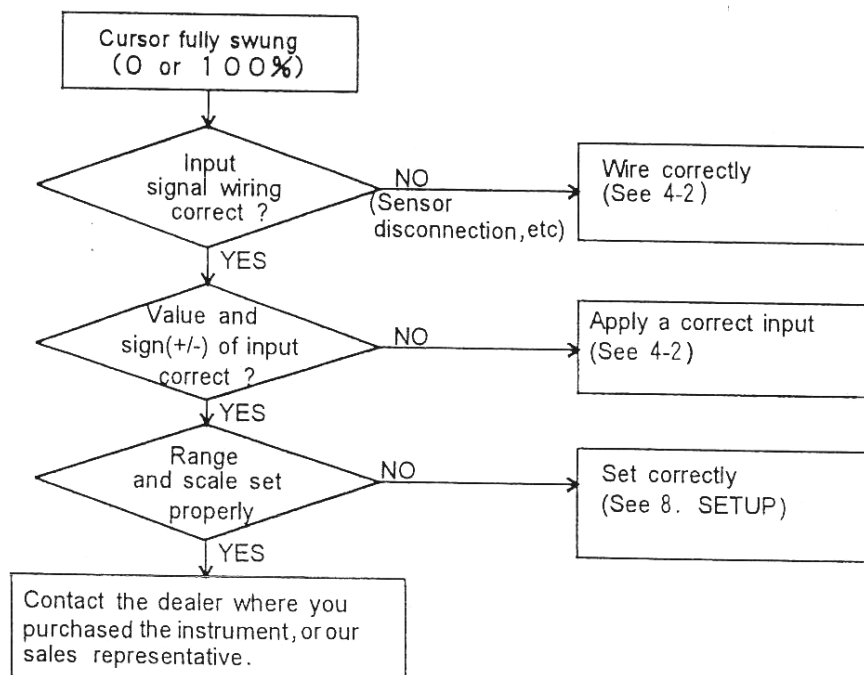 Cursor fully swung
(0 or 100%)
Input
signal wiring
correct ?
NO
(Sensor
disconnection,etc)
Wire correctly
(See 4-2)
YES
Value and
sign(+/-) of input
correct ?
NO
Apply a correct input
(See 4-2)
YES
Range
and scale set
properly
NO
Set correctly
(See 8. SETUP)
YES
Contact the dealer where you
purchased the instrument, or our
sales representative.